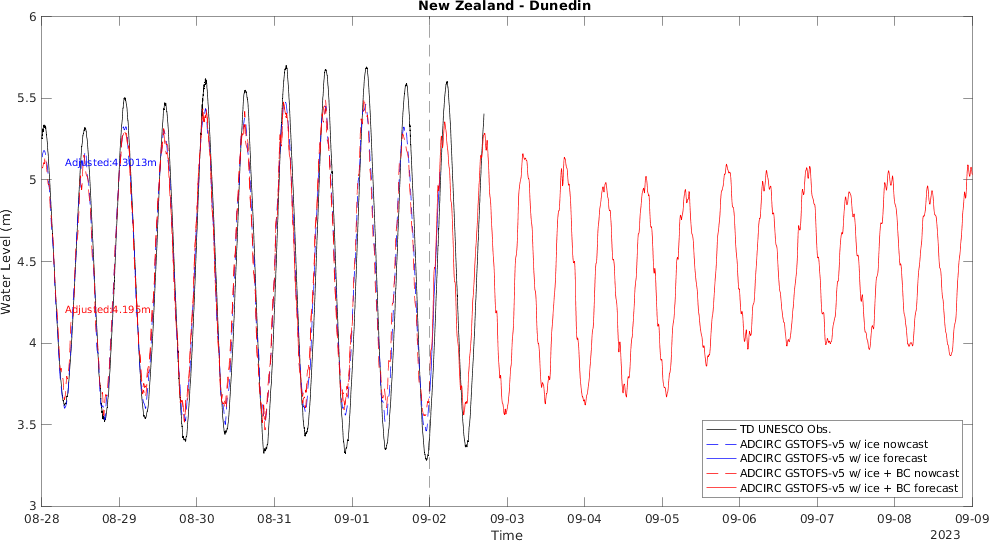 New Zealand - Dunedin
6
5.5
5
4.5
4
3.5
3
Water Level (m)
Adjusted:4.3013m
Adjusted:4.195m
TD UNESCO Obs.
ADCIRC GSTOFS-v5 w/ ice nowcast
ADCIRC GSTOFS-v5 w/ ice forecast
ADCIRC GSTOFS-v5 w/ ice + BC nowcast
ADCIRC GSTOFS-v5 w/ ice + BC forecast
08-28 08-29 08-30 08-31 09-01 09-02 09-03 09-04 09-05 09-06 09-07 09-08 09-09
Time
2023